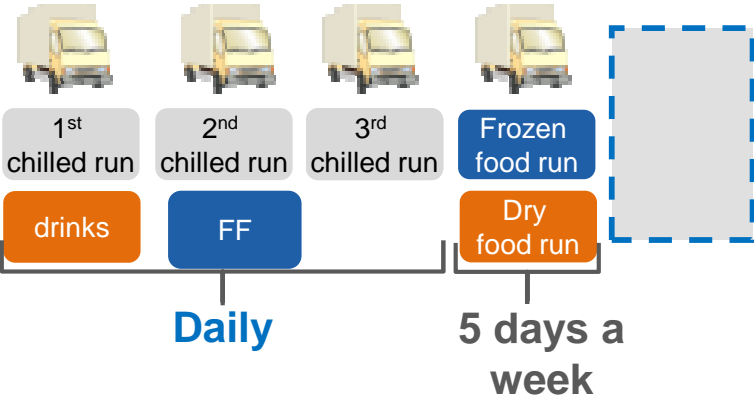 1st
chilled run
2nd
chilled run
3rd
chilled run
Frozen
food run
drinks
FF
Dry
food run
Daily
5 days a
week